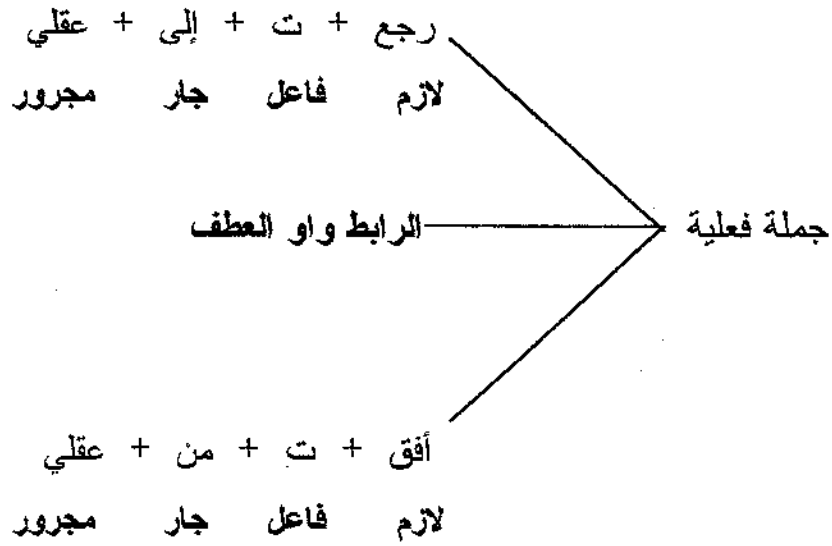 رجع + ت + إلى + عقلي
لازم فاعل جار مجرور
جملة فعلية
الرابط واو العطف
أفق + ت + من + عقلي
لازم فاعل جار مجرور